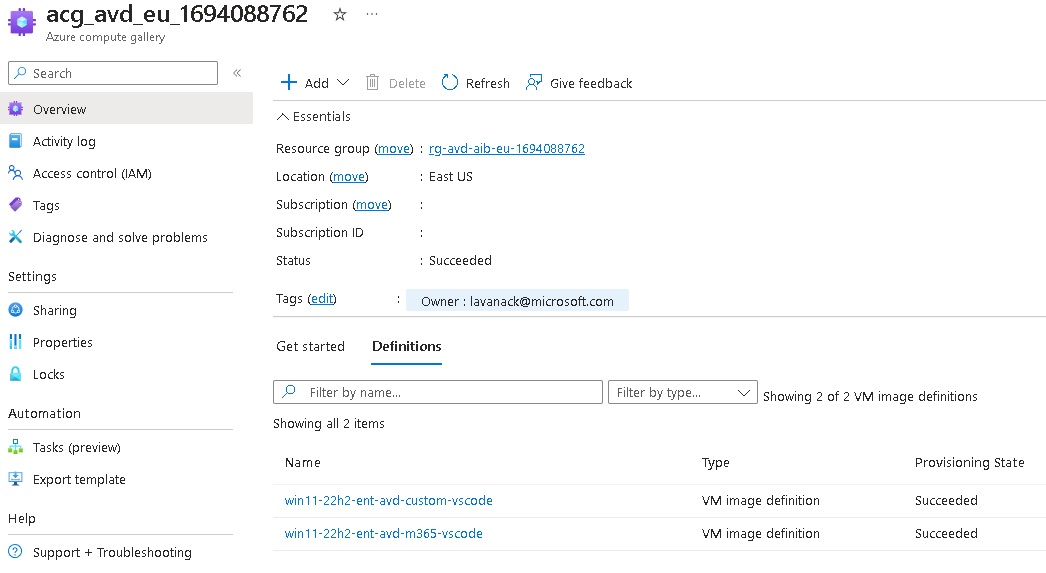 acg_avd_eu_1694088762
Azure compute gallery
Search
Overview
Activity log
Access control (IAM)
Tags
Diagnose and solve problems
Settings
Sharing
Properties
Locks
Automation
Tasks (preview)
Export template
Help
Support + Troubleshooting
Add Delete Refresh Give feedback
Essentials
Resource group (move) : rg-avd-aib-eu-1694088762
Location (move) : East US
Subscription (move) :
Subscription ID :
Status : Succeeded
Tags (edit) : Owner : lavanack@microsoft.com
Get started Definitions
Filter by name... Filter by type... Showing 2 of 2 VM image definitions
Showing all 2 items
Name Type Provisioning State
win11-22h2-ent-avd-custom-vscode VM image definition Succeeded
win11-22h2-ent-avd-m365-vscode VM image definition Succeeded